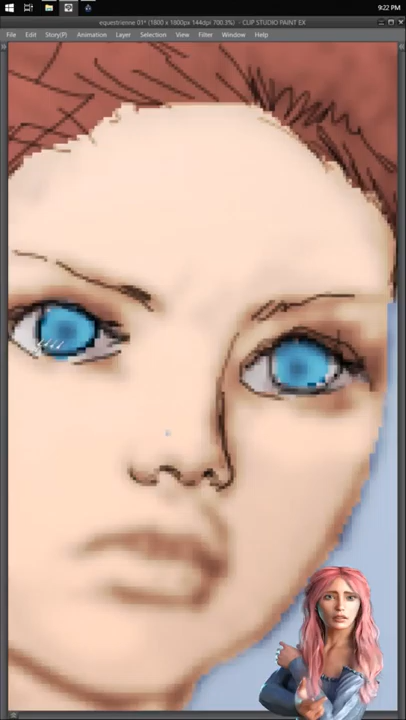 9:22 PM
equestrienne 01* (1800 x 1800px 144dpi 700.3%) - CLIP STUDIO PAINT EX
File Edit Story(P) Animation Layer Selection View Filter Window Help